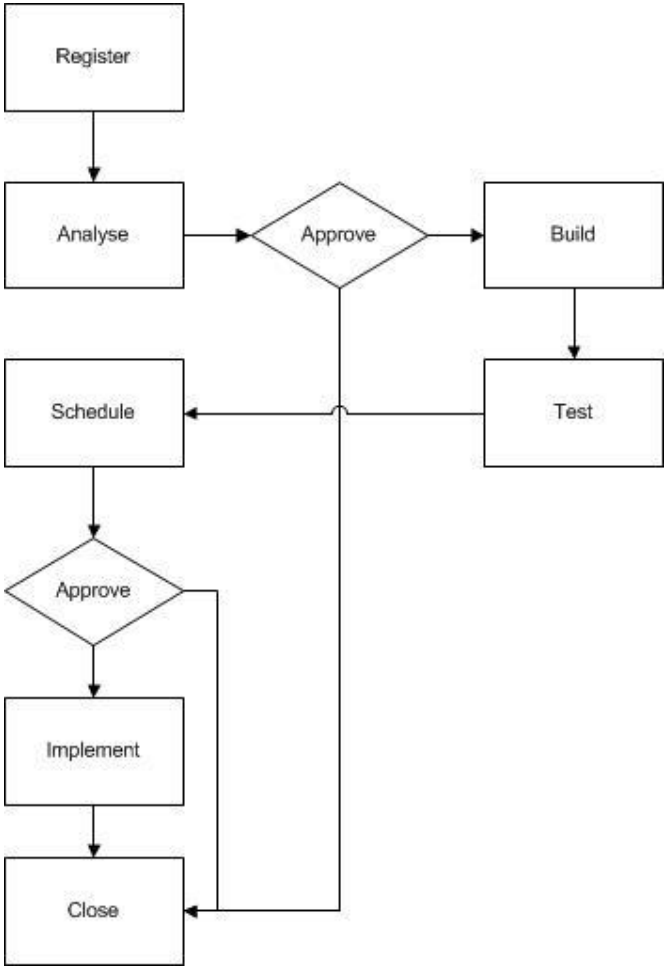 Register
Analyse
Approve
Build
Schedule
Test
Approve
Implement
Close